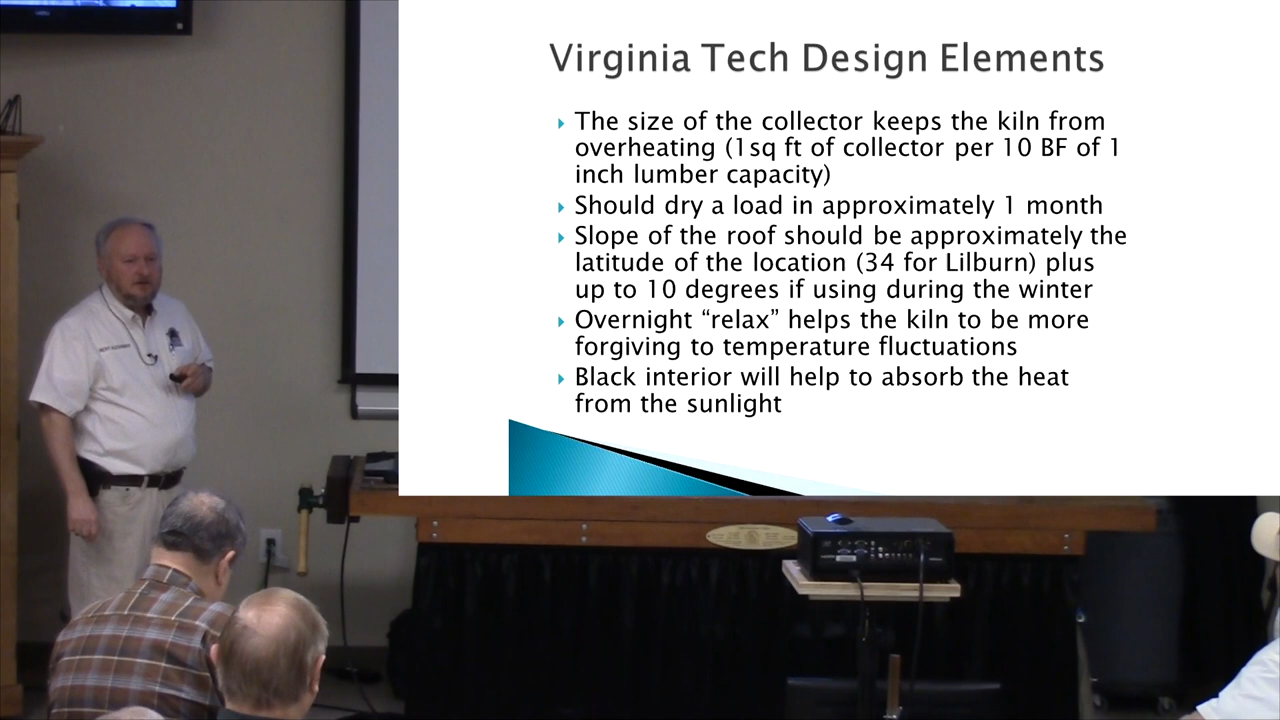 Virginia Tech Design Elements
The size of the collector keeps the kiln from
overheating (1sq ft of collector per 10 BF of 1
inch lumber capacity)
Should dry a load in approximately 1 month
Slope of the roof should be approximately the
latitude of the location (34 for Lilburn) plus
up to 10 degrees if using during the winter
Overnight “relax” helps the kiln to be more
forgiving to temperature fluctuations
Black interior will help to absorb the heat
from the sunlight